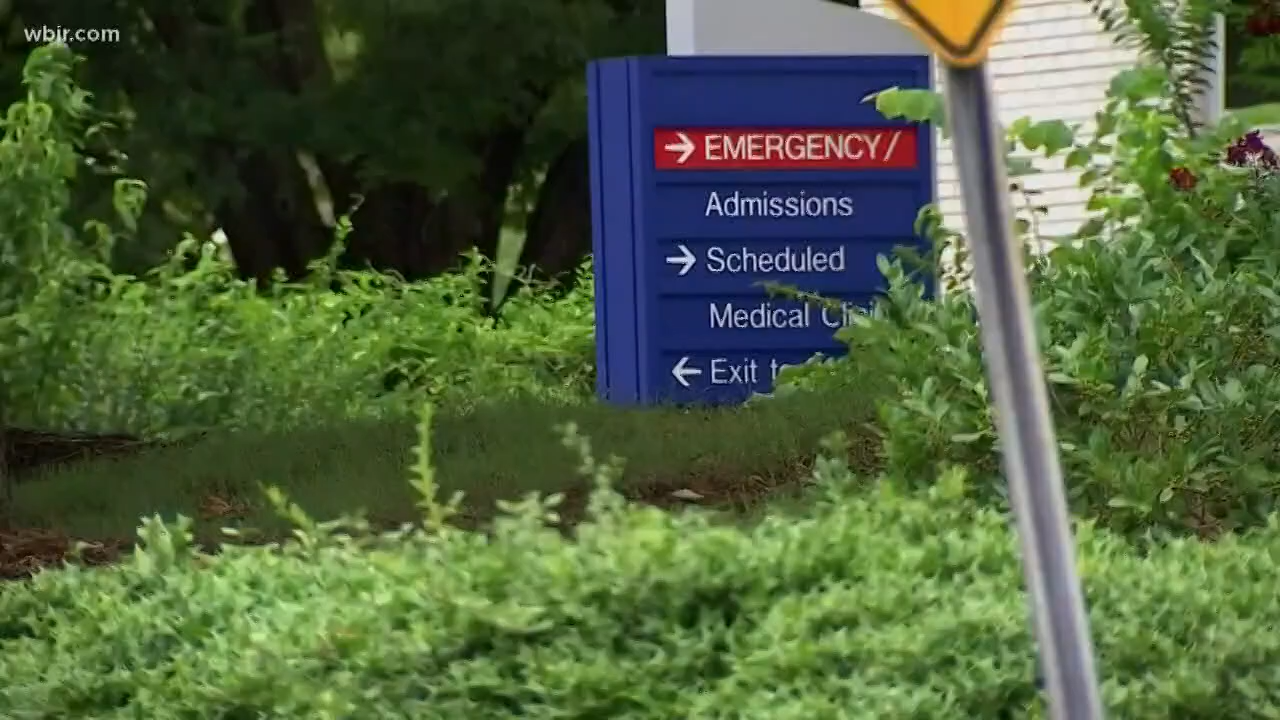 wbir.com
→ EMERGENCY/
Admissions
→ Scheduled
Medical
← Exit